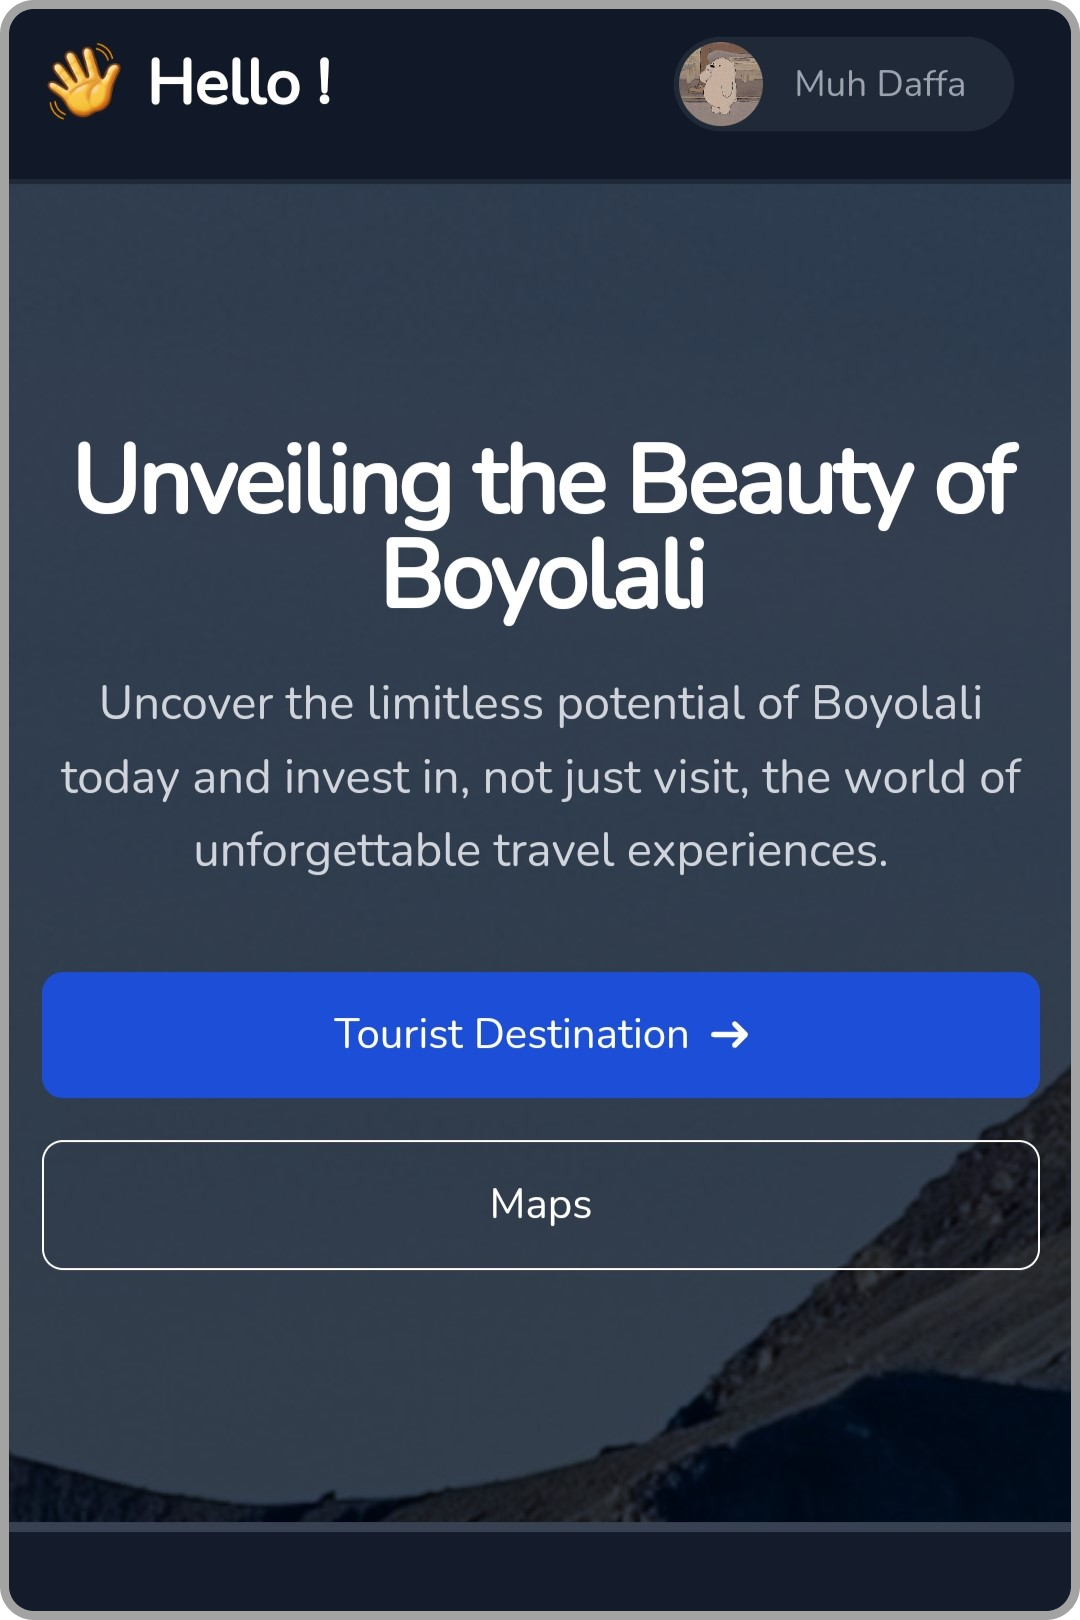 👋 Hello !
Muh Daffa
Unveiling the Beauty of
Boyolali
Uncover the limitless potential of Boyolali
today and invest in, not just visit, the world of
unforgettable travel experiences.
Tourist Destination →
Maps